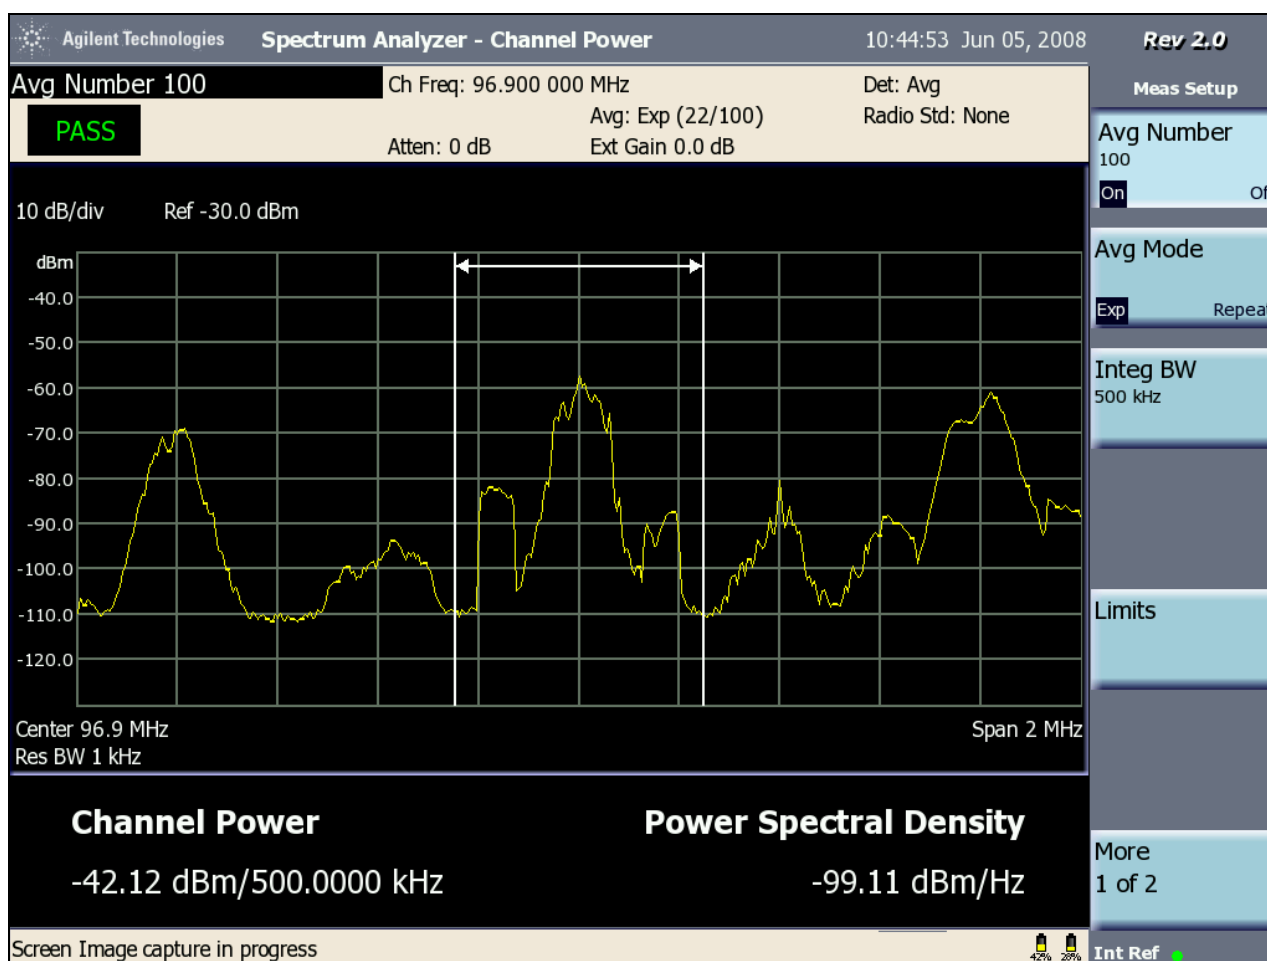 Agilent Technologies Spectrum Analyzer - Channel Power 10:44:53 Jun 05, 2008 Rev 2.0
Avg Number 100 Ch Freq: 96.900 000 MHz Det: Avg
PASS Avg: Exp (22/100) Radio Std: None
Atten: 0 dB Ext Gain 0.0 dB
Meas Setup
Avg Number
100
On Of
Avg Mode
Exp Repeat
Integ BW
500 kHz
Limits
More
1 of 2
10 dB/div Ref -30.0 dBm
dBm
-40.0
-50.0
-60.0
-70.0
-80.0
-90.0
-100.0
-110.0
-120.0
Center 96.9 MHz Span 2 MHz
Res BW 1 kHz
Channel Power Power Spectral Density
-42.12 dBm/500.0000 kHz -99.11 dBm/Hz
Screen Image capture in progress 42% 28% Int Ref